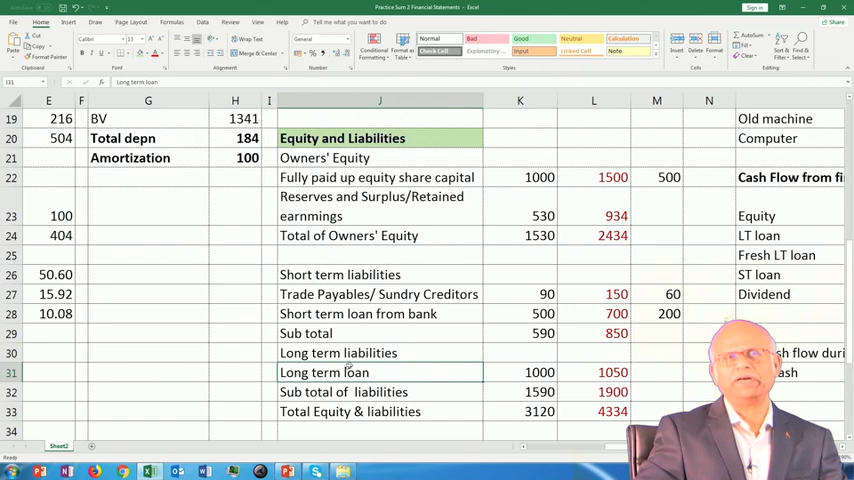 Practice Sum 2 Financial Statements - Excel
Sign in
File Home Insert Draw Page Layout Formulas Data Review View Help Tell me what you want to do Share
Paste
Cut
Copy
Format Painter
Calibri 13
Wrap Text
Merge & Center
General
Conditional Formatting
Format as Table
Normal Bad Good Neutral Calculation
Check Cell Exploratory... Input Linked Cell Note
Insert Delete Format
AutoSum
Fill
Clear
Sort & Filter
Find & Select
Clipboard Font Alignment Number Styles Cells Editing
J31 Long term loan
E F G H I J K L M N
19 216 BV 1341 Old machine
20 504 Total depn 184 Equity and Liabilities Computer
21 Amortization 100 Owners' Equity
22 Fully paid up equity share capital 1000 1500 500 Cash Flow from fi
Reserves and Surplus/Retained
23 100 earnmings 530 934 Equity
24 404 Total of Owners' Equity 1530 2434 LT loan
25 Fresh LT loan
26 50.60 Short term liabilities ST loan
27 15.92 Trade Payables/ Sundry Creditors 90 150 60 Dividend
28 10.08 Short term loan from bank 500 700 200
29 Sub total 590 850
30 Long term liabilities sh flow duri
31 Long term loan 1000 1050 ash
32 Sub total of liabilities 1590 1900
33 Total Equity & liabilities 3120 4334
34
Sheet2